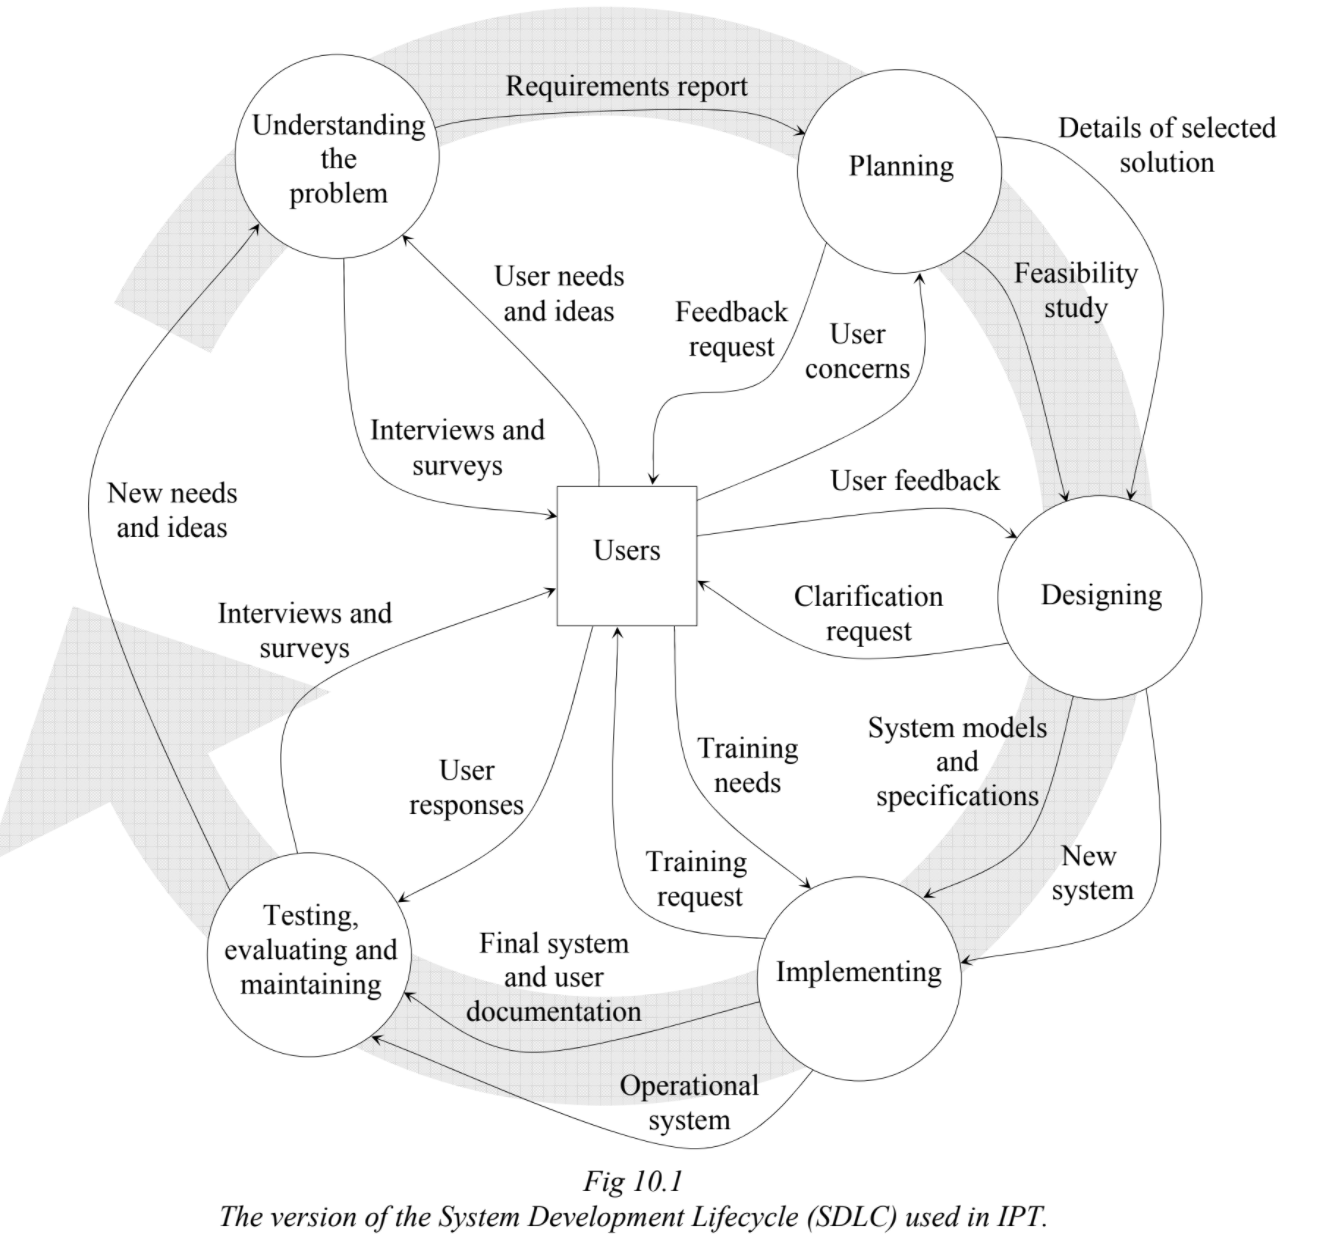 Understanding
the
problem
Requirements report
Planning
Details of selected
solution
User needs
and ideas
Feedback
request
User
concerns
Feasibility
study
Interviews and
surveys
New needs
and ideas
User feedback
Users
Clarification
request
Designing
Interviews and
surveys
User
responses
Training
needs
System models
and
specifications
Training
request
New
system
Testing,
evaluating and
maintaining
Final system
and user
documentation
Implementing
Operational
system
Fig 10.1
The version of the System Development Lifecycle (SDLC) used in IPT.